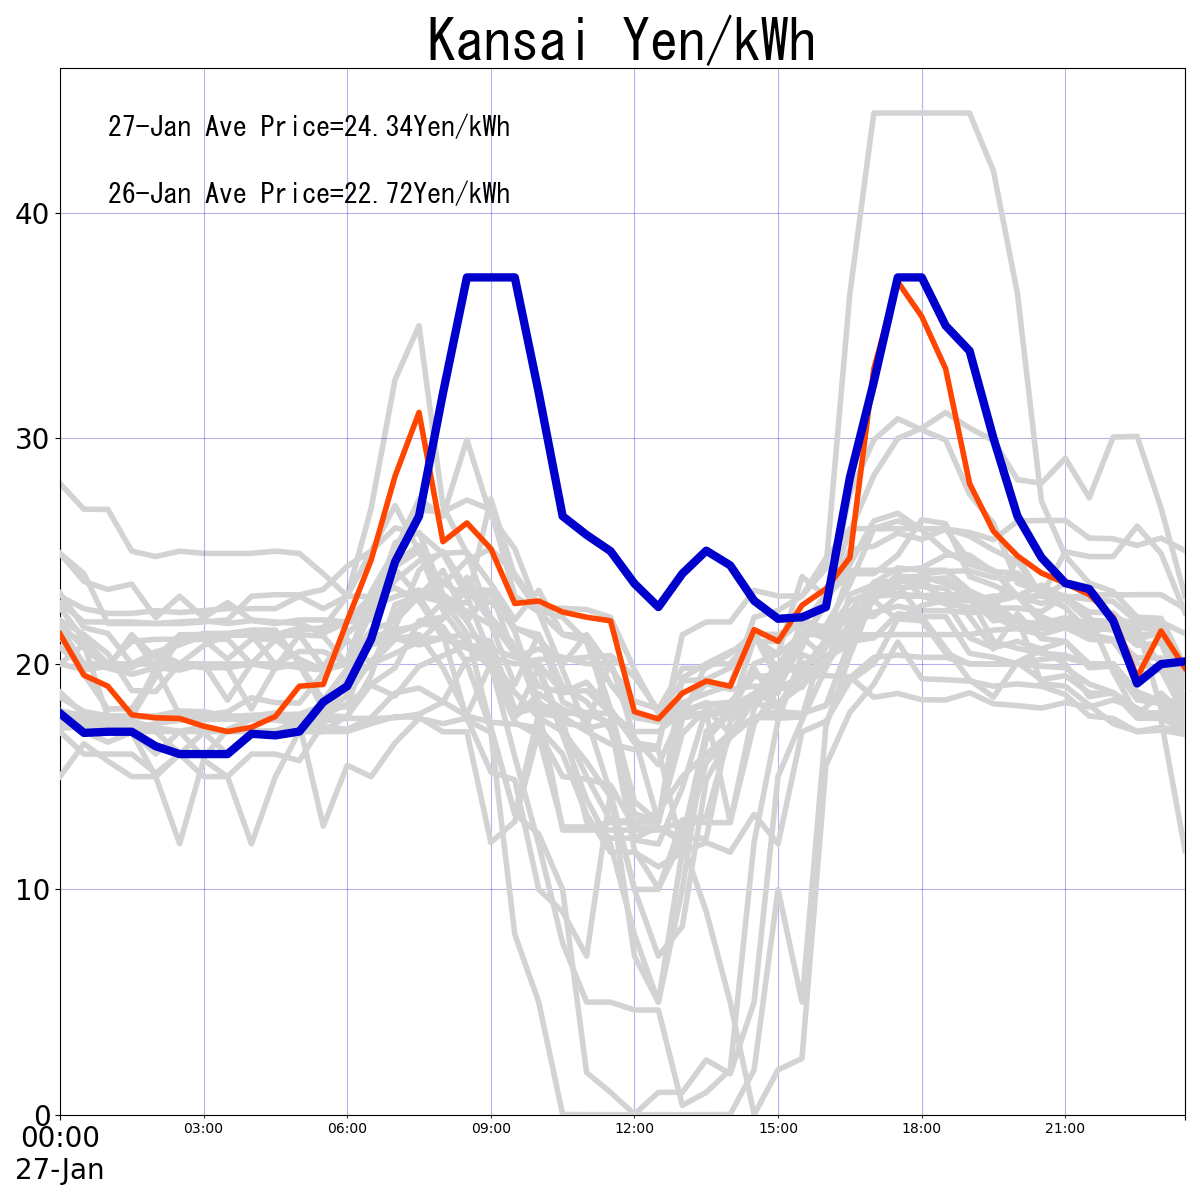 Kansai Yen/kWh
27-Jan Ave Price=24.34Yen/kWh
26-Jan Ave Price=22.72Yen/kWh
40
30
20
10
0
00:00 03:00 06:00 09:00 12:00 15:00 18:00 21:00
27-Jan